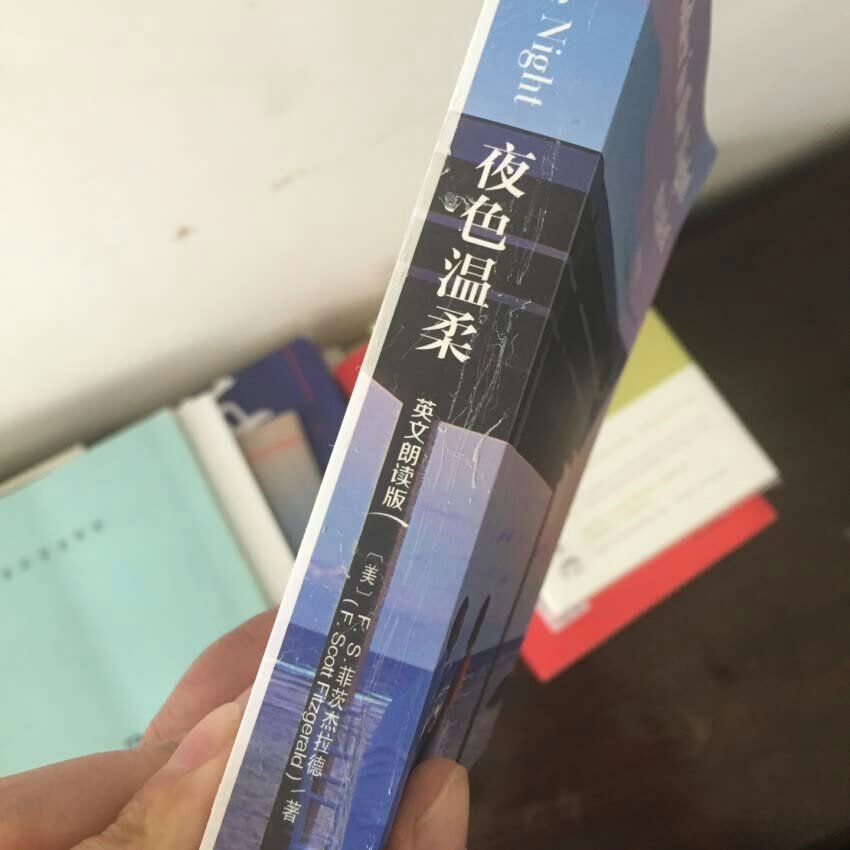 Night
夜色温柔
英文朗读版
〔美〕F. S. 菲茨杰拉德
(F. Scott Fitzgerald) / 著